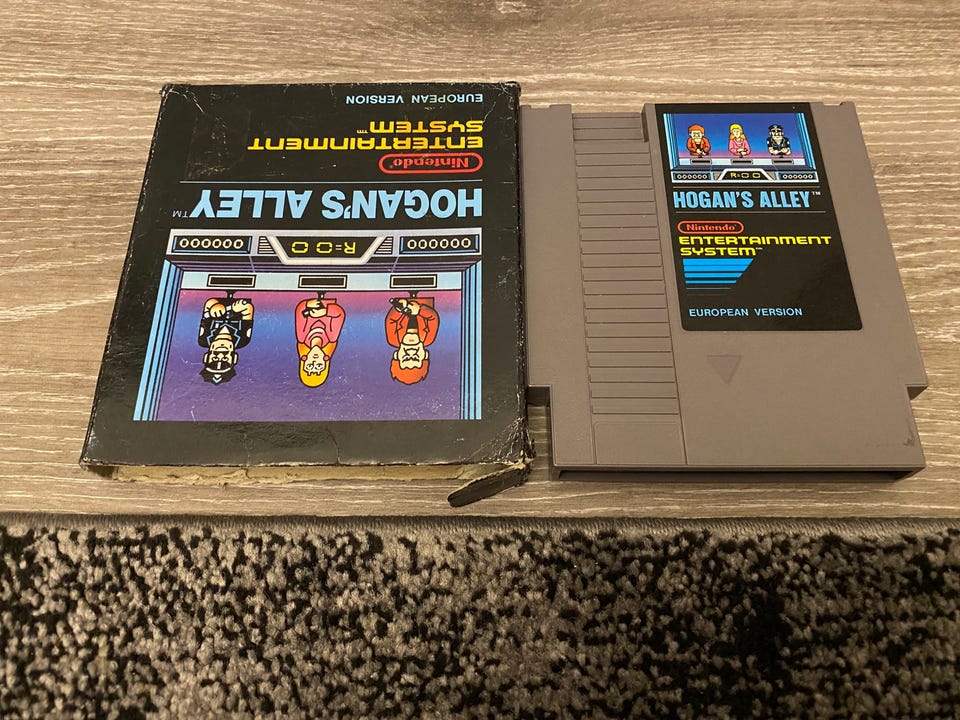 000000 R=00 000000
HOGAN'S ALLEY™
Nintendo®
ENTERTAINMENT
SYSTEM™
EUROPEAN VERSION
000000 R=00 000000
HOGAN'S ALLEY™
Nintendo®
ENTERTAINMENT
SYSTEM™
EUROPEAN VERSION